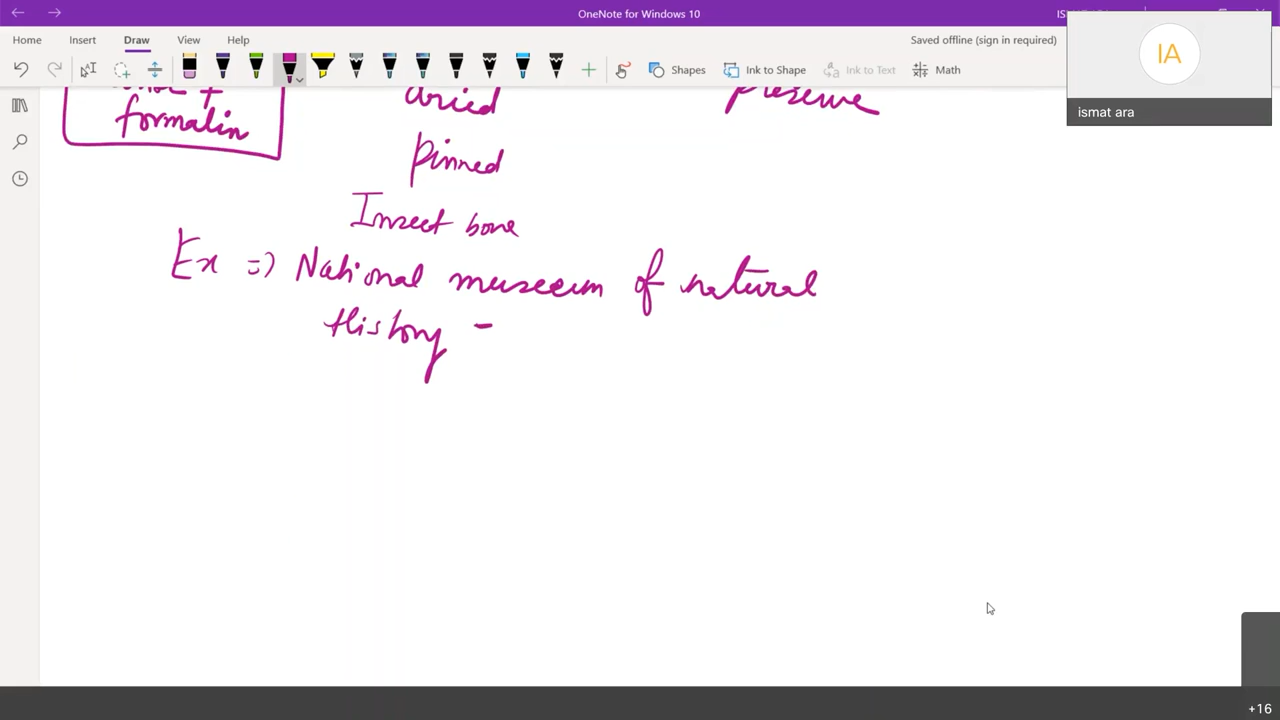 OneNote for Windows 10
Home Insert Draw View Help
Saved offline (sign in required)
IA
ismat ara
Shapes Ink to Shape Ink to Text Math
formalin
dried
preserve
pinned
Insect bone
Ex => National museum of natural
History -
+16